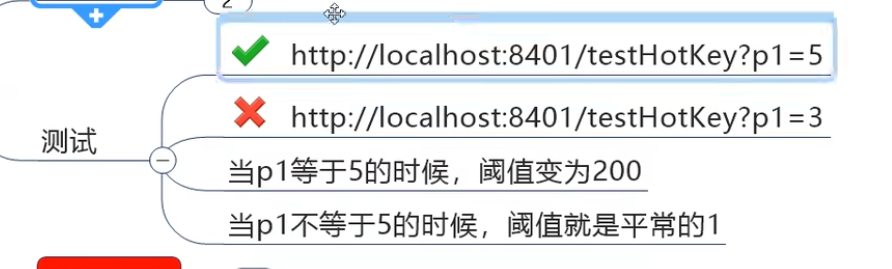 2
http://localhost:8401/testHotKey?p1=5
http://localhost:8401/testHotKey?p1=3
测试
当p1等于5的时候，阈值变为200
当p1不等于5的时候，阈值就是平常的1